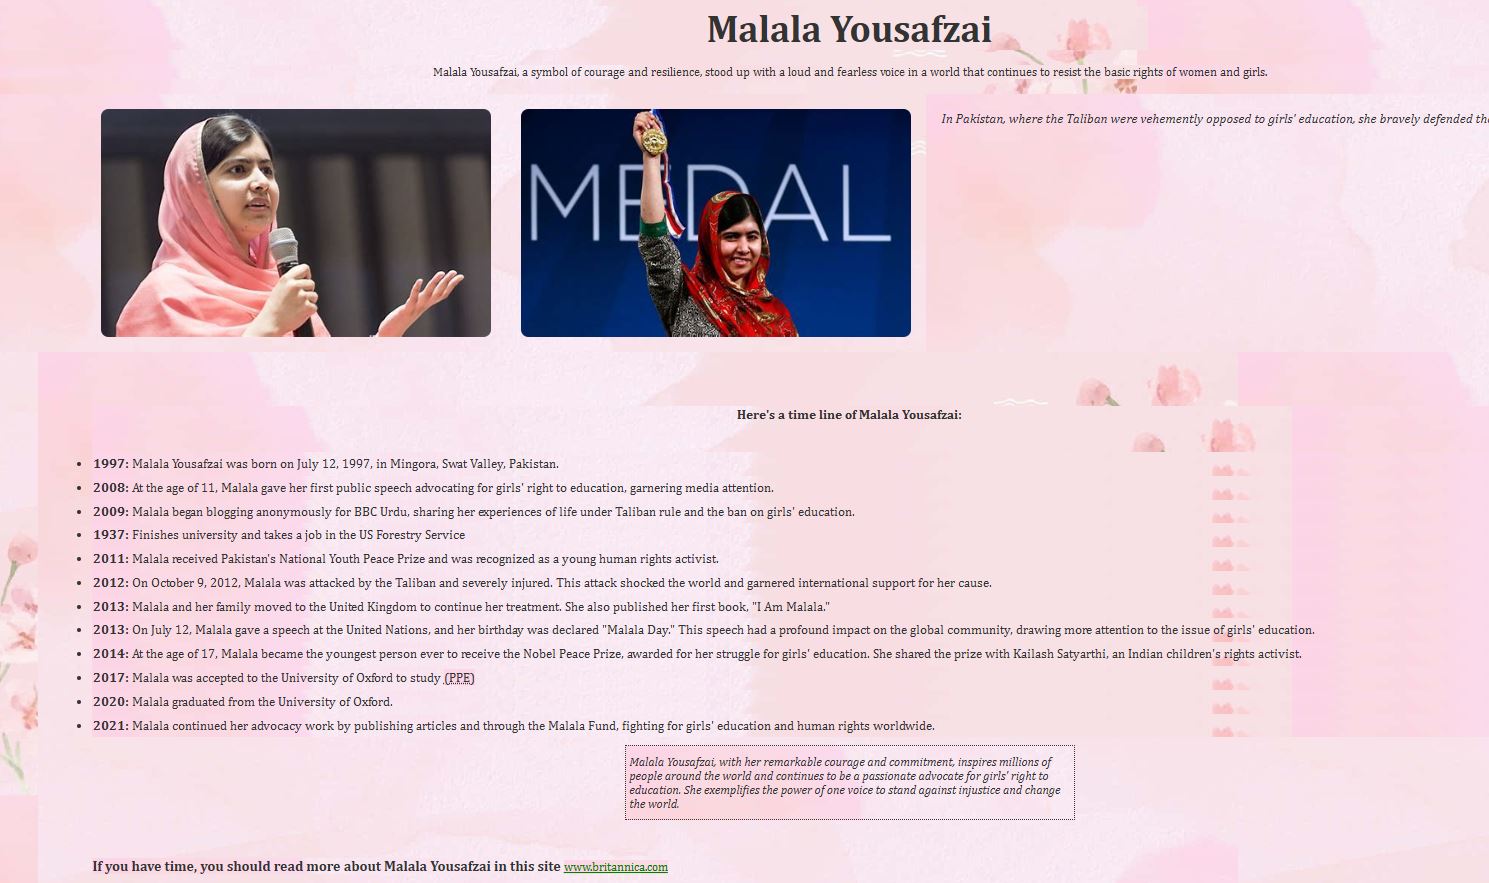 Malala Yousafzai
Malala Yousafzai, a symbol of courage and resilience, stood up with a loud and fearless voice in a world that continues to resist the basic rights of women and girls.
MEDAL
In Pakistan, where the Taliban were vehemently opposed to girls' education, she bravely defended the
Here's a time line of Malala Yousafzai:
• 1997: Malala Yousafzai was born on July 12, 1997, in Mingora, Swat Valley, Pakistan.
• 2008: At the age of 11, Malala gave her first public speech advocating for girls' right to education, garnering media attention.
• 2009: Malala began blogging anonymously for BBC Urdu, sharing her experiences of life under Taliban rule and the ban on girls' education.
• 1937: Finishes university and takes a job in the US Forestry Service
• 2011: Malala received Pakistan's National Youth Peace Prize and was recognized as a young human rights activist.
• 2012: On October 9, 2012, Malala was attacked by the Taliban and severely injured. This attack shocked the world and garnered international support for her cause.
• 2013: Malala and her family moved to the United Kingdom to continue her treatment. She also published her first book, "I Am Malala."
• 2013: On July 12, Malala gave a speech at the United Nations, and her birthday was declared "Malala Day." This speech had a profound impact on the global community, drawing more attention to the issue of girls' education.
• 2014: At the age of 17, Malala became the youngest person ever to receive the Nobel Peace Prize, awarded for her struggle for girls' education. She shared the prize with Kailash Satyarthi, an Indian children's rights activist.
• 2017: Malala was accepted to the University of Oxford to study (PPE)
• 2020: Malala graduated from the University of Oxford.
• 2021: Malala continued her advocacy work by publishing articles and through the Malala Fund, fighting for girls' education and human rights worldwide.
Malala Yousafzai, with her remarkable courage and commitment, inspires millions of
people around the world and continues to be a passionate advocate for girls' right to
education. She exemplifies the power of one voice to stand against injustice and change
the world.
If you have time, you should read more about Malala Yousafzai in this site www.britannica.com